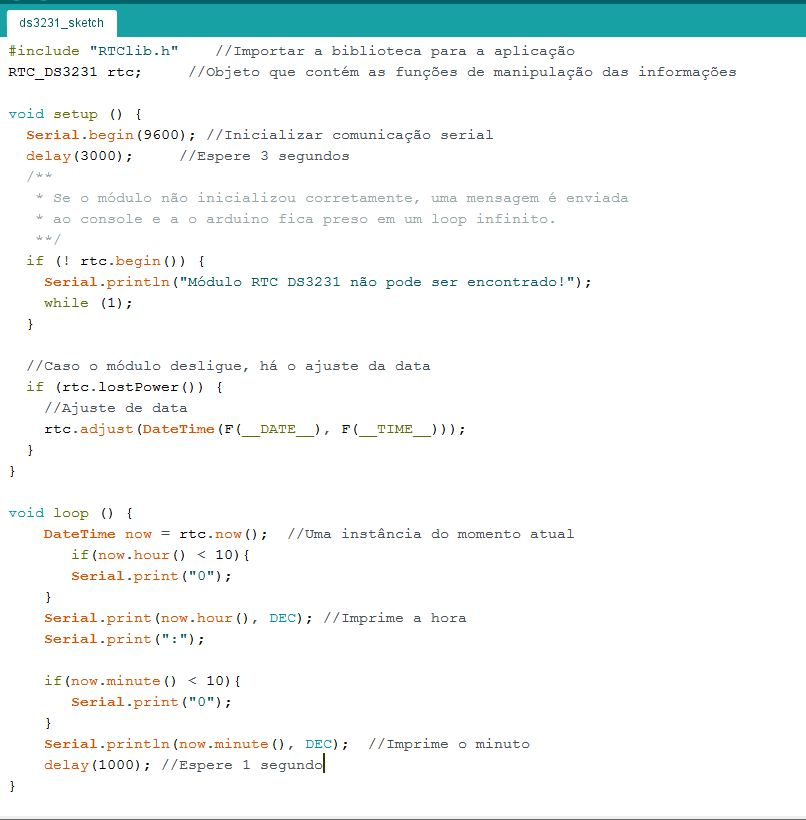 ds3231_sketch
#include "RTClib.h"    //Importar a biblioteca para a aplicação
RTC_DS3231 rtc;     //Objeto que contém as funções de manipulação das informações
void setup () {
  Serial.begin(9600); //Inicializar comunicação serial
  delay(3000);     //Espere 3 segundos
  /**
   * Se o módulo não inicializou corretamente, uma mensagem é enviada
   * ao console e a o arduino fica preso em um loop infinito.
   **/
  if (! rtc.begin()) {
    Serial.println("Módulo RTC DS3231 não pode ser encontrado!");
    while (1);
  }
  //Caso o módulo desligue, há o ajuste da data
  if (rtc.lostPower()) {
    //Ajuste de data
    rtc.adjust(DateTime(F(__DATE__), F(__TIME__)));
  }
}
void loop () {
    DateTime now = rtc.now();  //Uma instância do momento atual
       if(now.hour() < 10){
       Serial.print("0");
    }
    Serial.print(now.hour(), DEC); //Imprime a hora
    Serial.print(":");
    if(now.minute() < 10){
       Serial.print("0");
    }
    Serial.println(now.minute(), DEC);  //Imprime o minuto
    delay(1000); //Espere 1 segundo
}